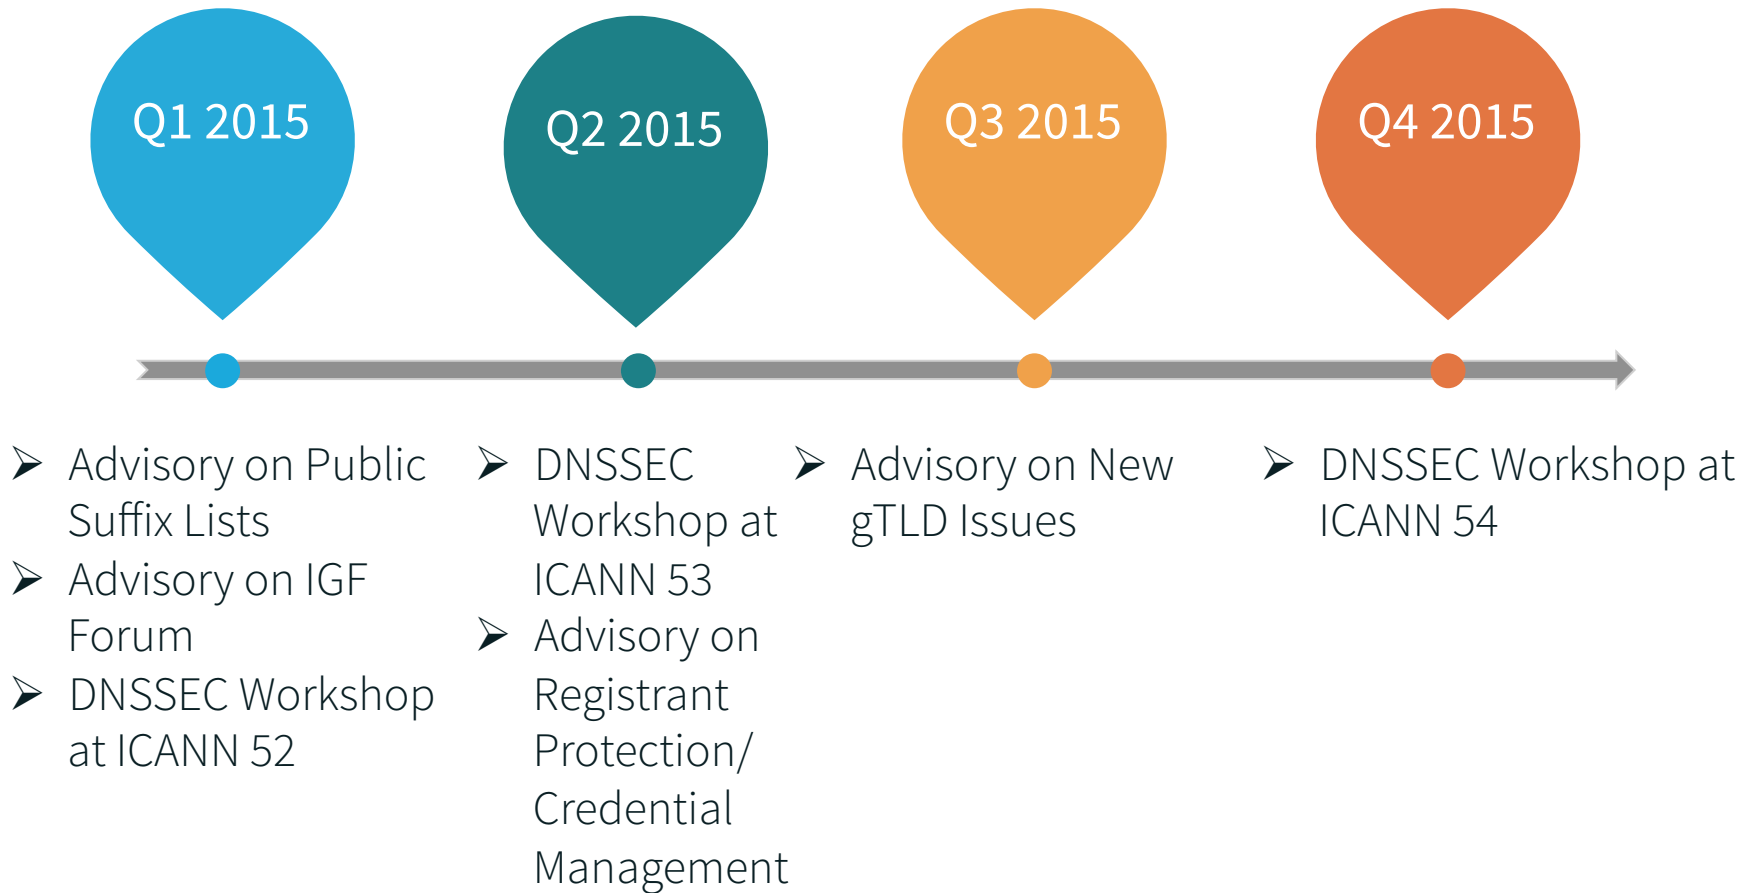 Q1 2015
Q2 2015
Q3 2015
Q4 2015
➢ Advisory on Public
Suffix Lists
➢ Advisory on IGF
Forum
➢ DNSSEC Workshop
at ICANN 52
➢ DNSSEC
Workshop at
ICANN 53
➢ Advisory on
Registrant
Protection/
Credential
Management
➢ Advisory on New
gTLD Issues
➢ DNSSEC Workshop at
ICANN 54